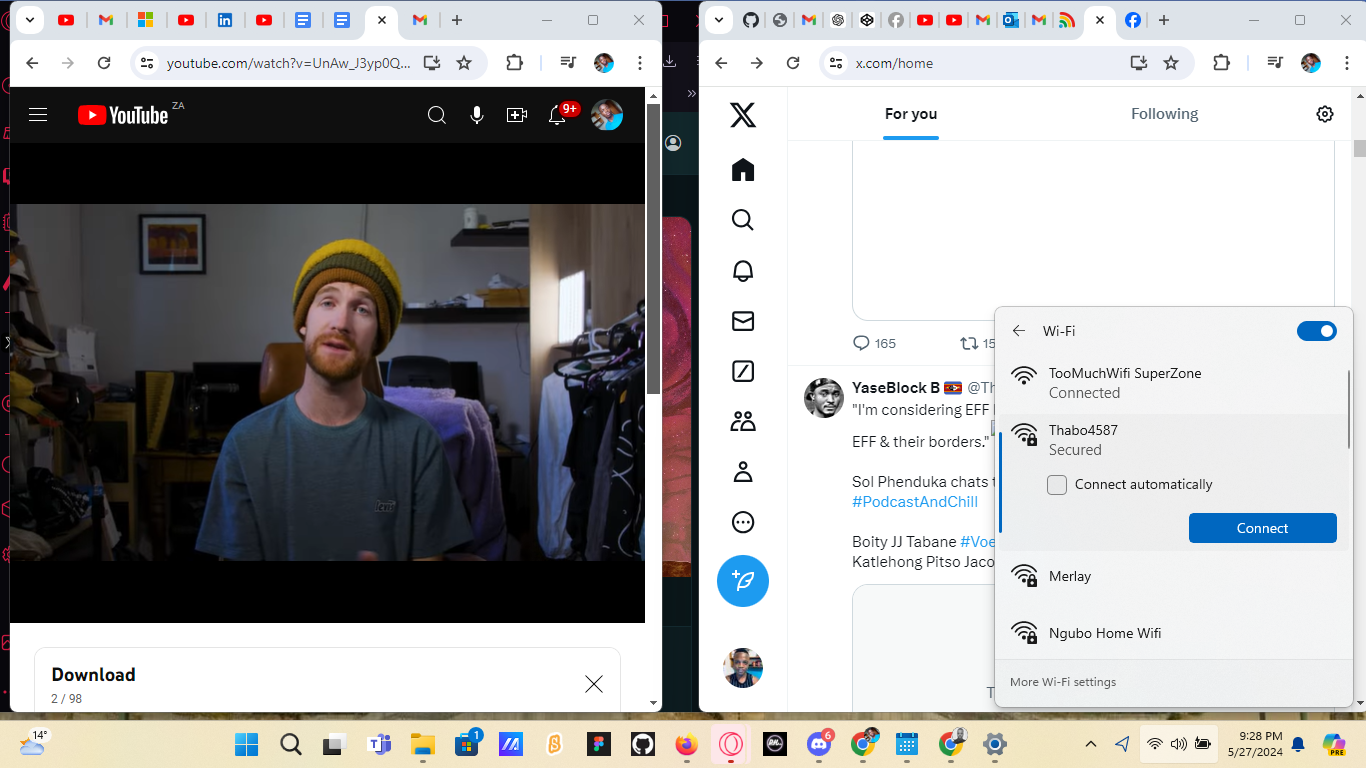 youtube.com/watch?v=UnAw_J3yp0Q...
YouTube ZA
9+
Download
2 / 98
x.com/home
For you
Following
165
15
YaseBlock B 🇸🇿 @Th
"I'm considering EFF
EFF & their borders."
Sol Phenduka chats
#PodcastAndChill
Boity JJ Tabane #Voe
Katlehong Pitso Jaco
T
Wi-Fi
TooMuchWifi SuperZone
Connected
Thabo4587
Secured
Connect automatically
Connect
Merlay
Ngubo Home Wifi
More Wi-Fi settings
14°
1
6
9:28 PM
5/27/2024
PRE